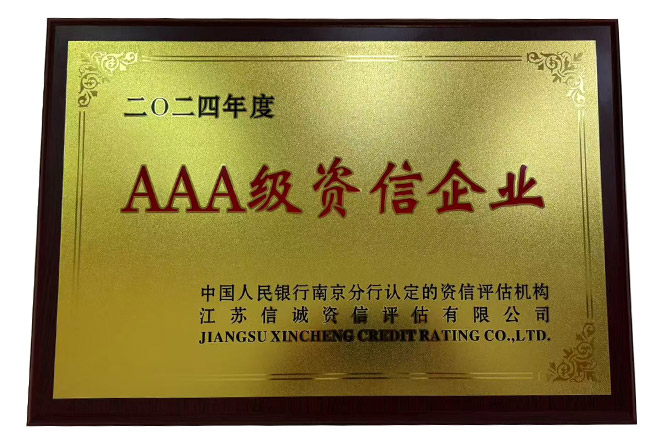 二〇二四年度
AAA级资信企业
中国人民银行南京分行认定的资信评估机构
江苏信诚资信评估有限公司
JIANGSU XINCHENG CREDIT RATING CO.,LTD.